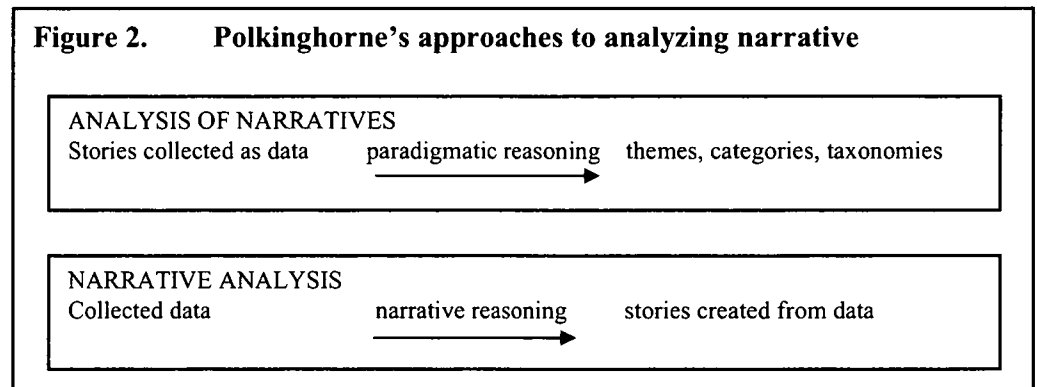 Figure 2. Polkinghorne's approaches to analyzing narrative
ANALYSIS OF NARRATIVES
Stories collected as data paradigmatic reasoning themes, categories, taxonomies
NARRATIVE ANALYSIS
Collected data narrative reasoning stories created from data